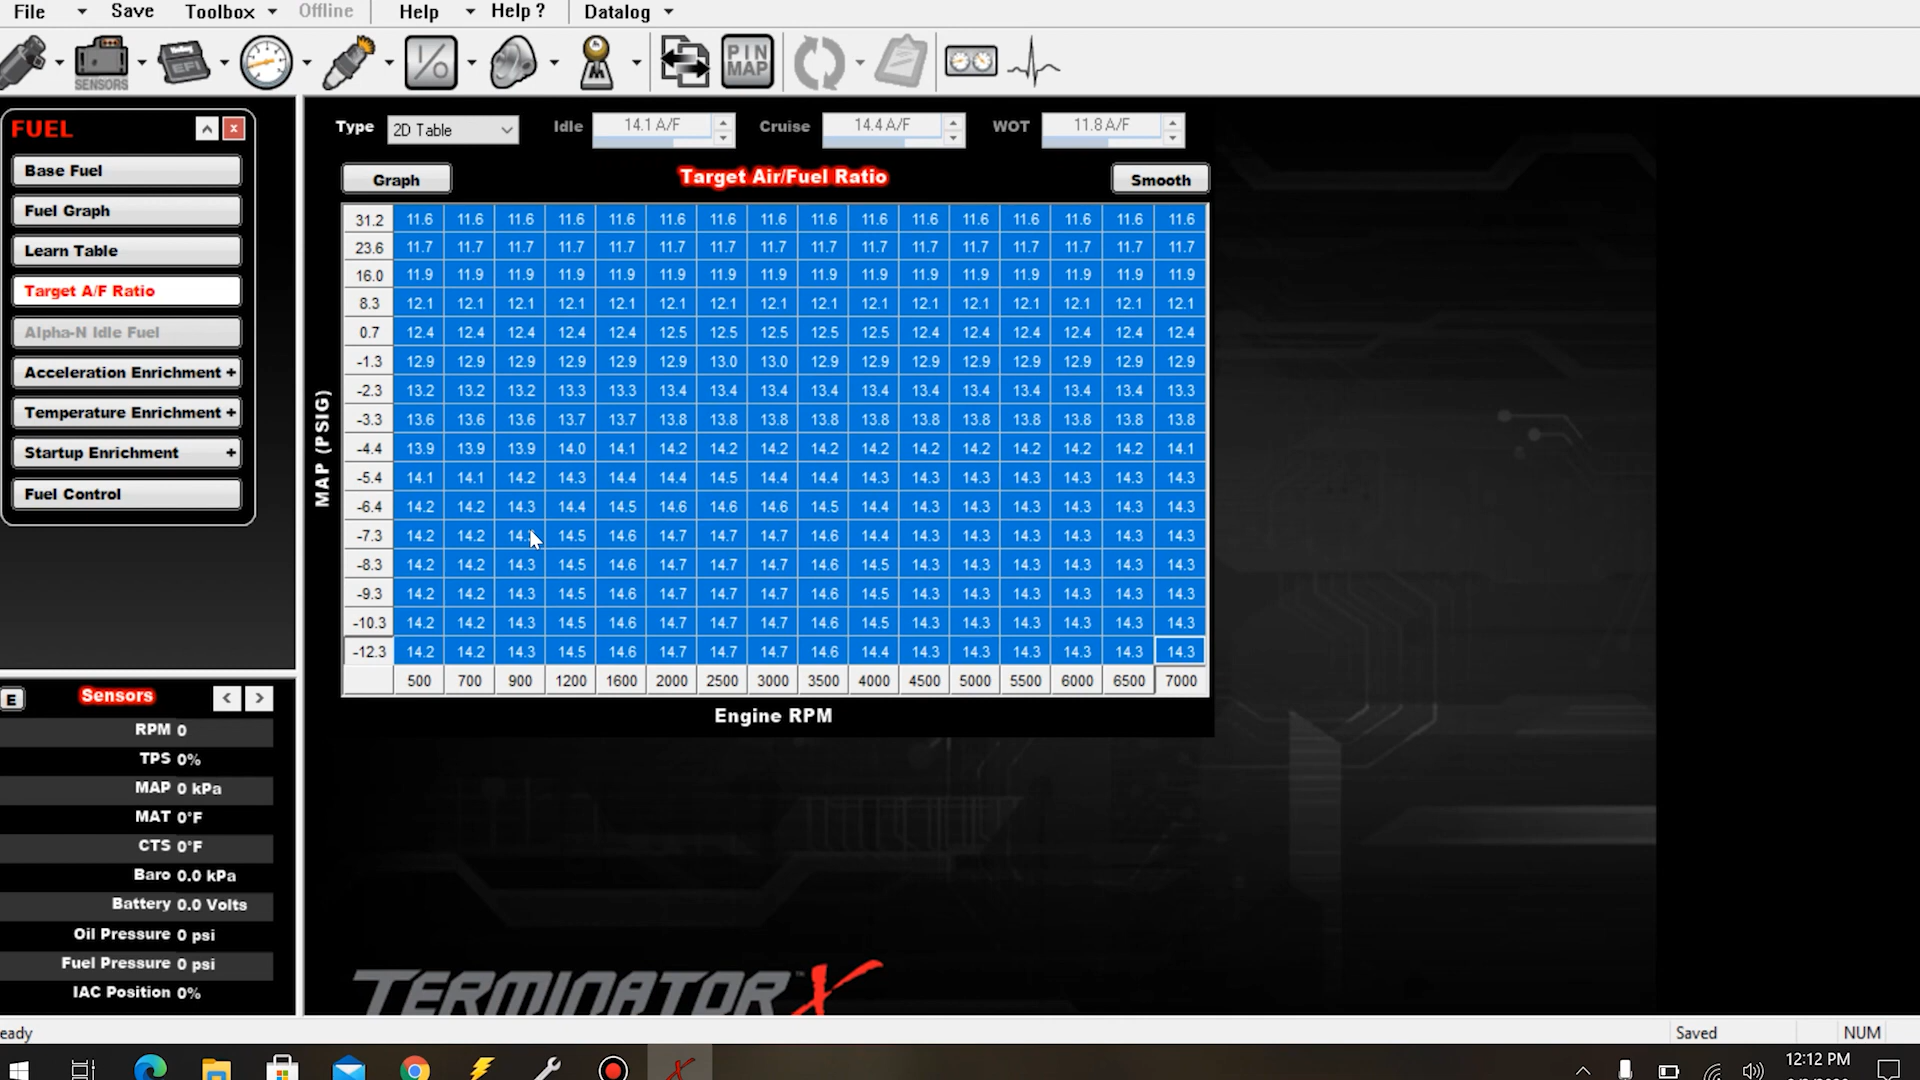 File Save Toolbox Offline Help Help ? Datalog
SENSORS EFI I/O PIN MAP
FUEL
Base Fuel
Fuel Graph
Learn Table
Target A/F Ratio
Alpha-N Idle Fuel
Acceleration Enrichment +
Temperature Enrichment +
Startup Enrichment +
Fuel Control
Type 2D Table Idle 14.1 A/F Cruise 14.4 A/F WOT 11.8 A/F
Graph Target Air/Fuel Ratio Smooth
MAP (PSIG)
31.2 11.6 11.6 11.6 11.6 11.6 11.6 11.6 11.6 11.6 11.6 11.6 11.6 11.6 11.6 11.6 11.6
23.6 11.7 11.7 11.7 11.7 11.7 11.7 11.7 11.7 11.7 11.7 11.7 11.7 11.7 11.7 11.7 11.7
16.0 11.9 11.9 11.9 11.9 11.9 11.9 11.9 11.9 11.9 11.9 11.9 11.9 11.9 11.9 11.9 11.9
8.3 12.1 12.1 12.1 12.1 12.1 12.1 12.1 12.1 12.1 12.1 12.1 12.1 12.1 12.1 12.1 12.1
0.7 12.4 12.4 12.4 12.4 12.4 12.5 12.5 12.5 12.5 12.5 12.4 12.4 12.4 12.4 12.4 12.4
-1.3 12.9 12.9 12.9 12.9 12.9 12.9 13.0 13.0 12.9 12.9 12.9 12.9 12.9 12.9 12.9 12.9
-2.3 13.2 13.2 13.2 13.3 13.3 13.4 13.4 13.4 13.4 13.4 13.4 13.4 13.4 13.4 13.4 13.3
-3.3 13.6 13.6 13.6 13.7 13.7 13.8 13.8 13.8 13.8 13.8 13.8 13.8 13.8 13.8 13.8 13.8
-4.4 13.9 13.9 13.9 14.0 14.1 14.2 14.2 14.2 14.2 14.2 14.2 14.2 14.2 14.2 14.2 14.1
-5.4 14.1 14.1 14.2 14.3 14.4 14.4 14.5 14.4 14.4 14.3 14.3 14.3 14.3 14.3 14.3 14.3
-6.4 14.2 14.2 14.3 14.4 14.5 14.6 14.6 14.6 14.5 14.4 14.3 14.3 14.3 14.3 14.3 14.3
-7.3 14.2 14.2 14. 14.5 14.6 14.7 14.7 14.7 14.6 14.4 14.3 14.3 14.3 14.3 14.3 14.3
-8.3 14.2 14.2 14.3 14.5 14.6 14.7 14.7 14.7 14.6 14.5 14.3 14.3 14.3 14.3 14.3 14.3
-9.3 14.2 14.2 14.3 14.5 14.6 14.7 14.7 14.7 14.6 14.5 14.3 14.3 14.3 14.3 14.3 14.3
-10.3 14.2 14.2 14.3 14.5 14.6 14.7 14.7 14.7 14.6 14.5 14.3 14.3 14.3 14.3 14.3 14.3
-12.3 14.2 14.2 14.3 14.5 14.6 14.7 14.7 14.7 14.6 14.4 14.3 14.3 14.3 14.3 14.3 14.3
500 700 900 1200 1600 2000 2500 3000 3500 4000 4500 5000 5500 6000 6500 7000
Engine RPM
E Sensors < >
RPM 0
TPS 0%
MAP 0 kPa
MAT 0°F
CTS 0°F
Baro 0.0 kPa
Battery 0.0 Volts
Oil Pressure 0 psi
Fuel Pressure 0 psi
IAC Position 0%
TERMINATOR™ X
eady Saved NUM
12:12 PM